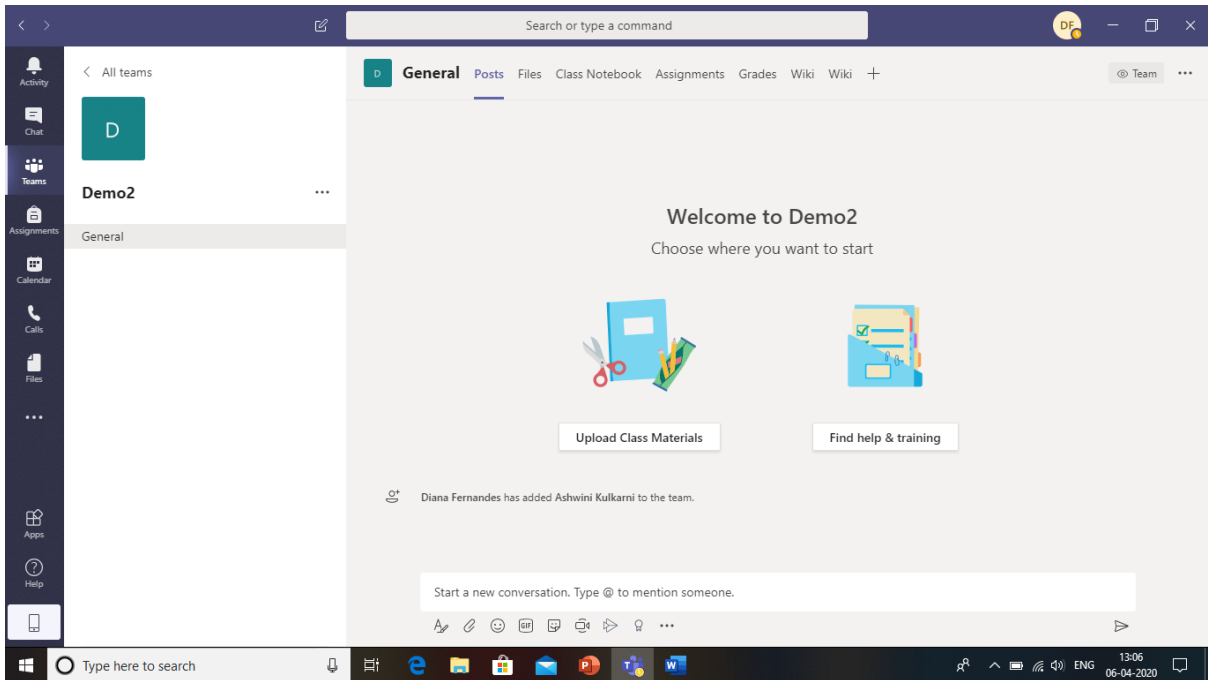 Search or type a command
DF
Activity
Chat
Teams
Assignments
Calendar
Calls
Files
Apps
Help
All teams
D
Demo2
General
D General Posts Files Class Notebook Assignments Grades Wiki Wiki
Team
Welcome to Demo2
Choose where you want to start
Upload Class Materials
Find help & training
Diana Fernandes has added Ashwini Kulkarni to the team.
Start a new conversation. Type @ to mention someone.
GIF
Type here to search
ENG
13:06
06-04-2020